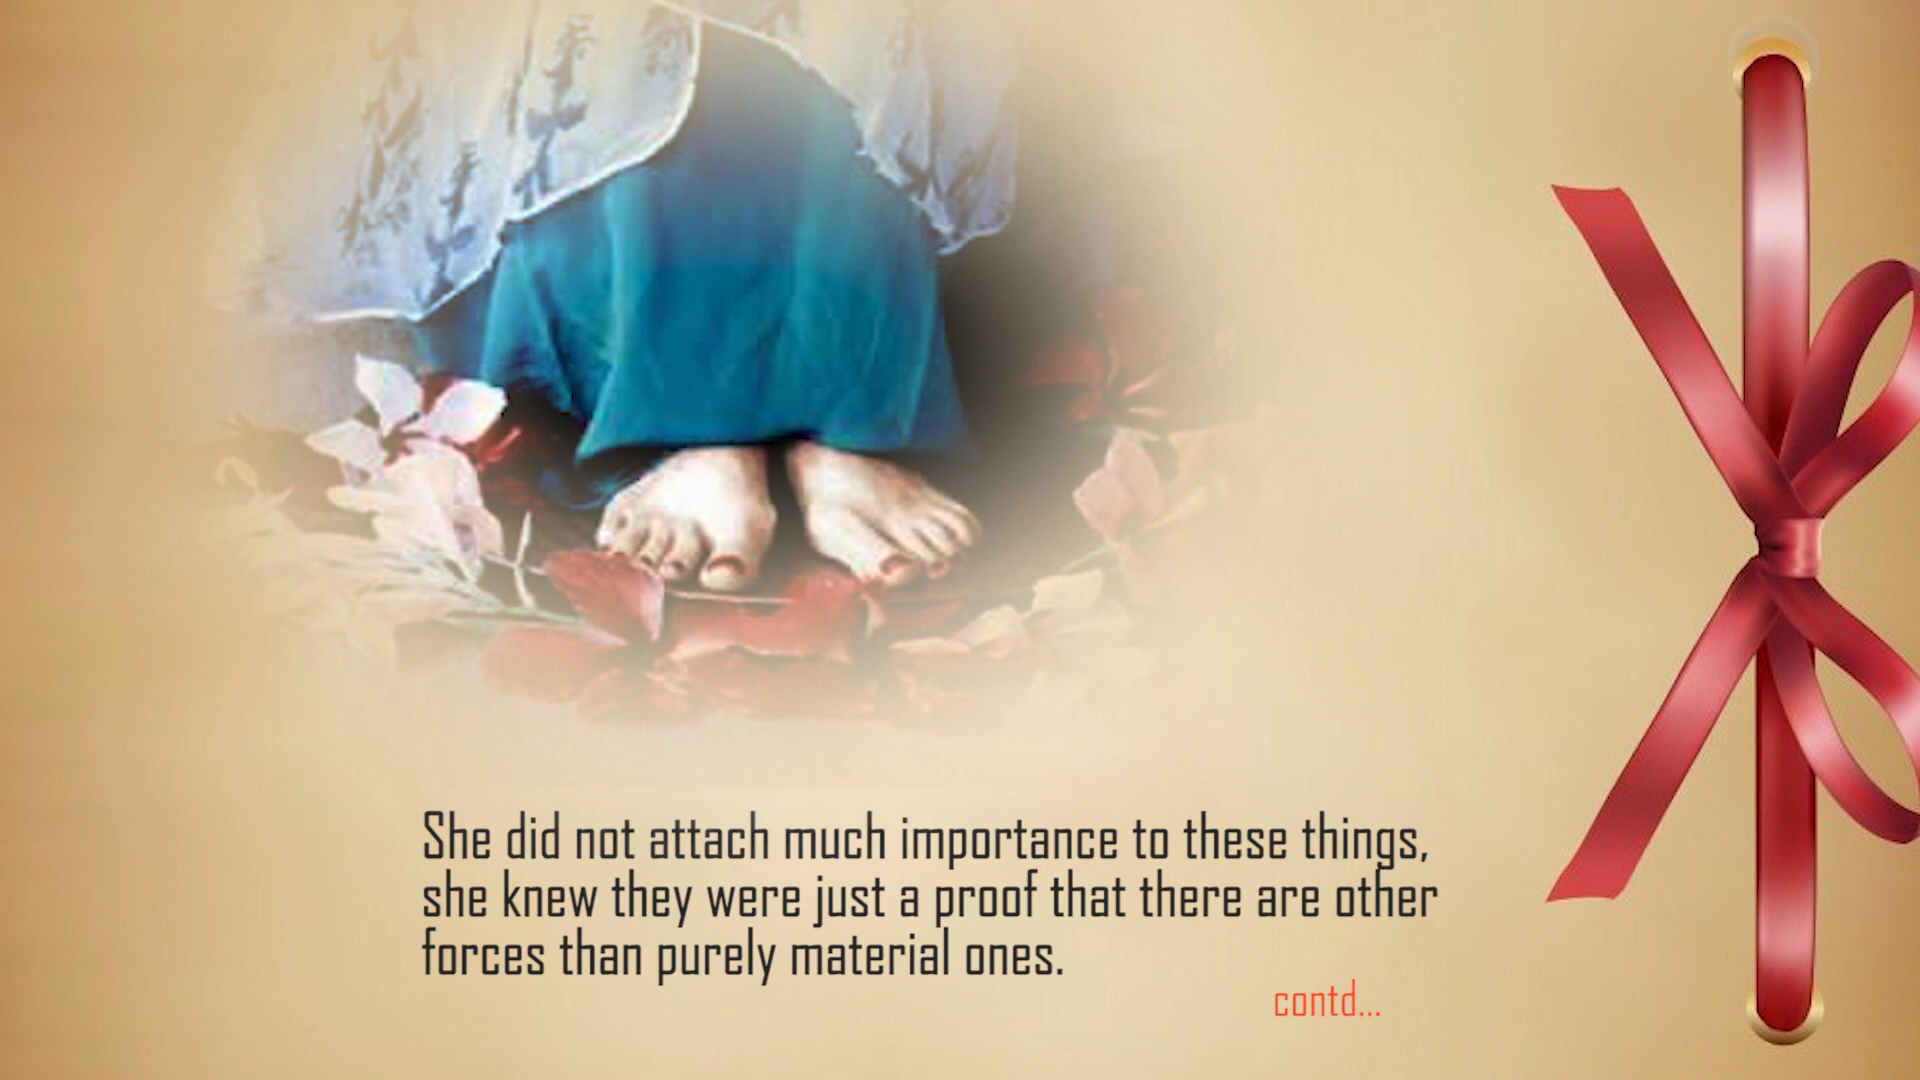 She did not attach much importance to these things,
she knew they were just a proof that there are other
forces than purely material ones.
contd...